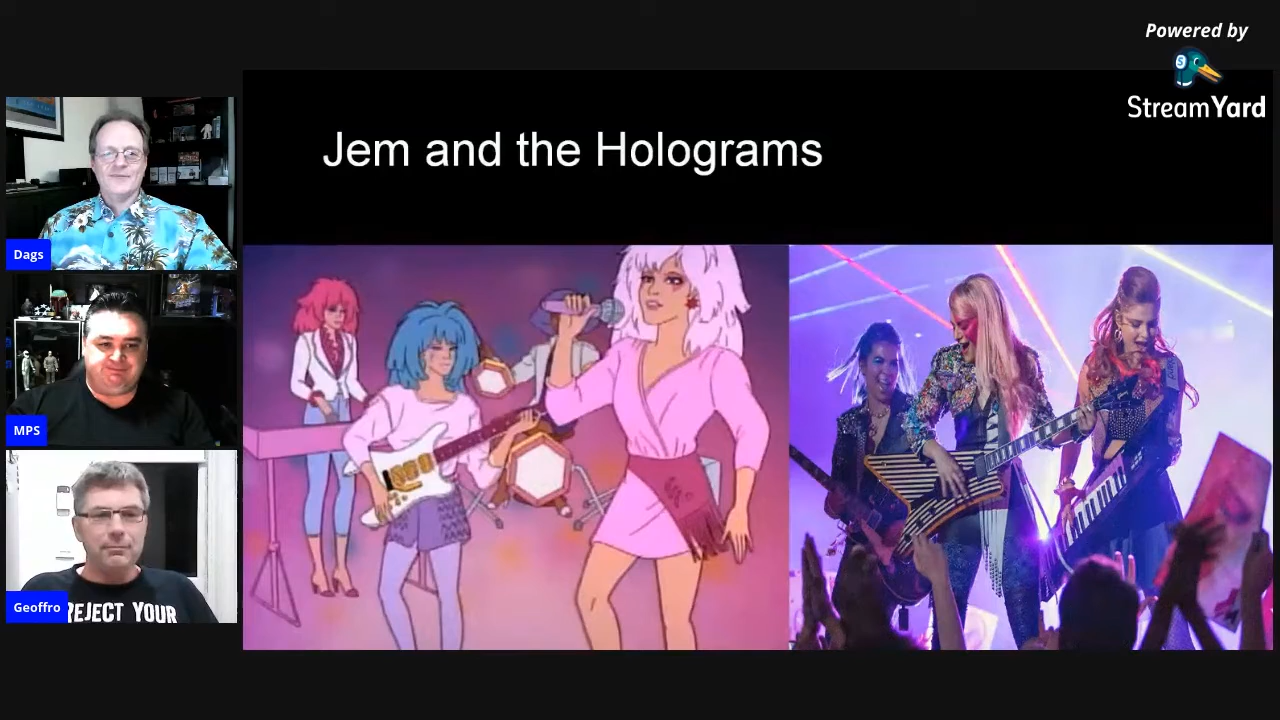 Powered by
S
StreamYard
Jem and the Holograms
Dags
MPS
Geoffro
REJECT YOUR